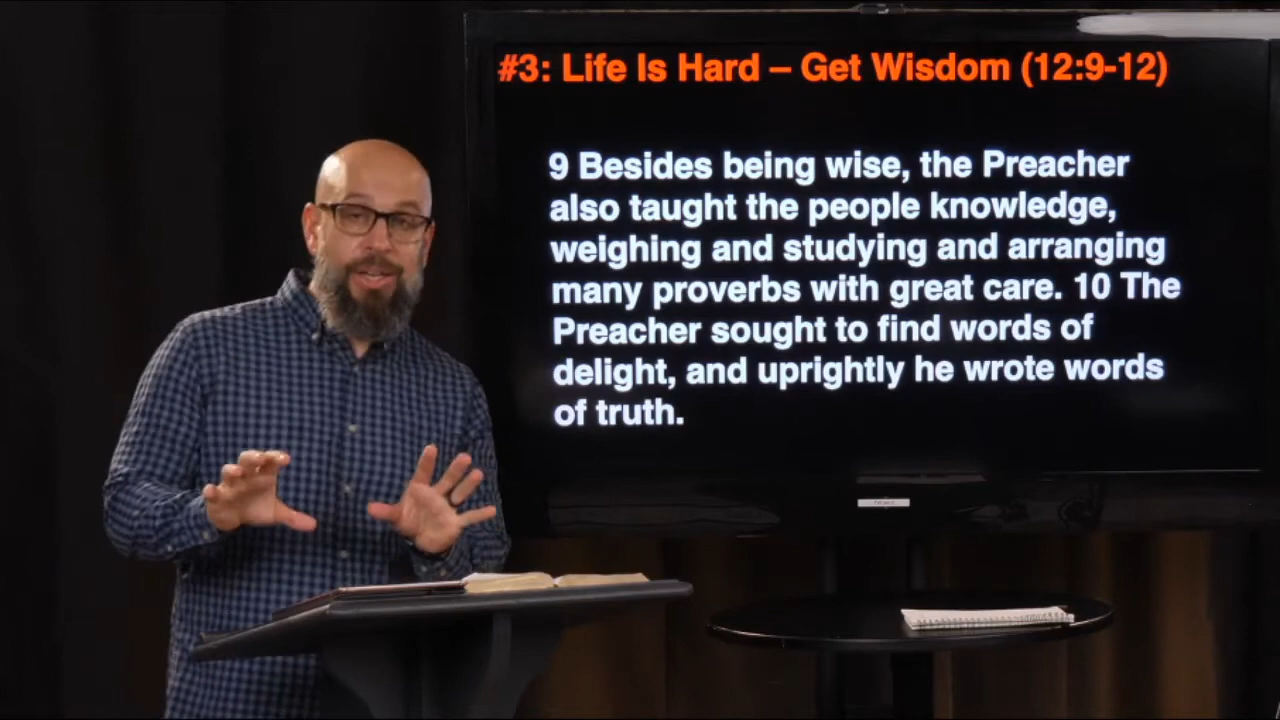 #3: Life Is Hard – Get Wisdom (12:9-12)
9 Besides being wise, the Preacher
also taught the people knowledge,
weighing and studying and arranging
many proverbs with great care. 10 The
Preacher sought to find words of
delight, and uprightly he wrote words
of truth.